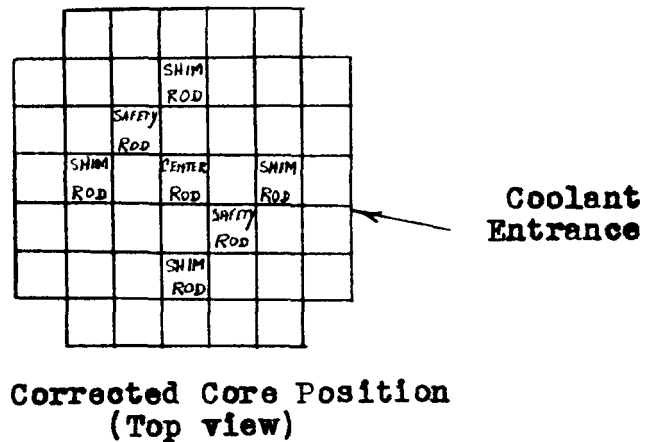 SHIM
ROD
SAFETY
ROD
SHIM
ROD
CENTER
ROD
SHIM
ROD
SAFETY
ROD
SHIM
ROD
Coolant
Entrance
Corrected Core Position
(Top view)